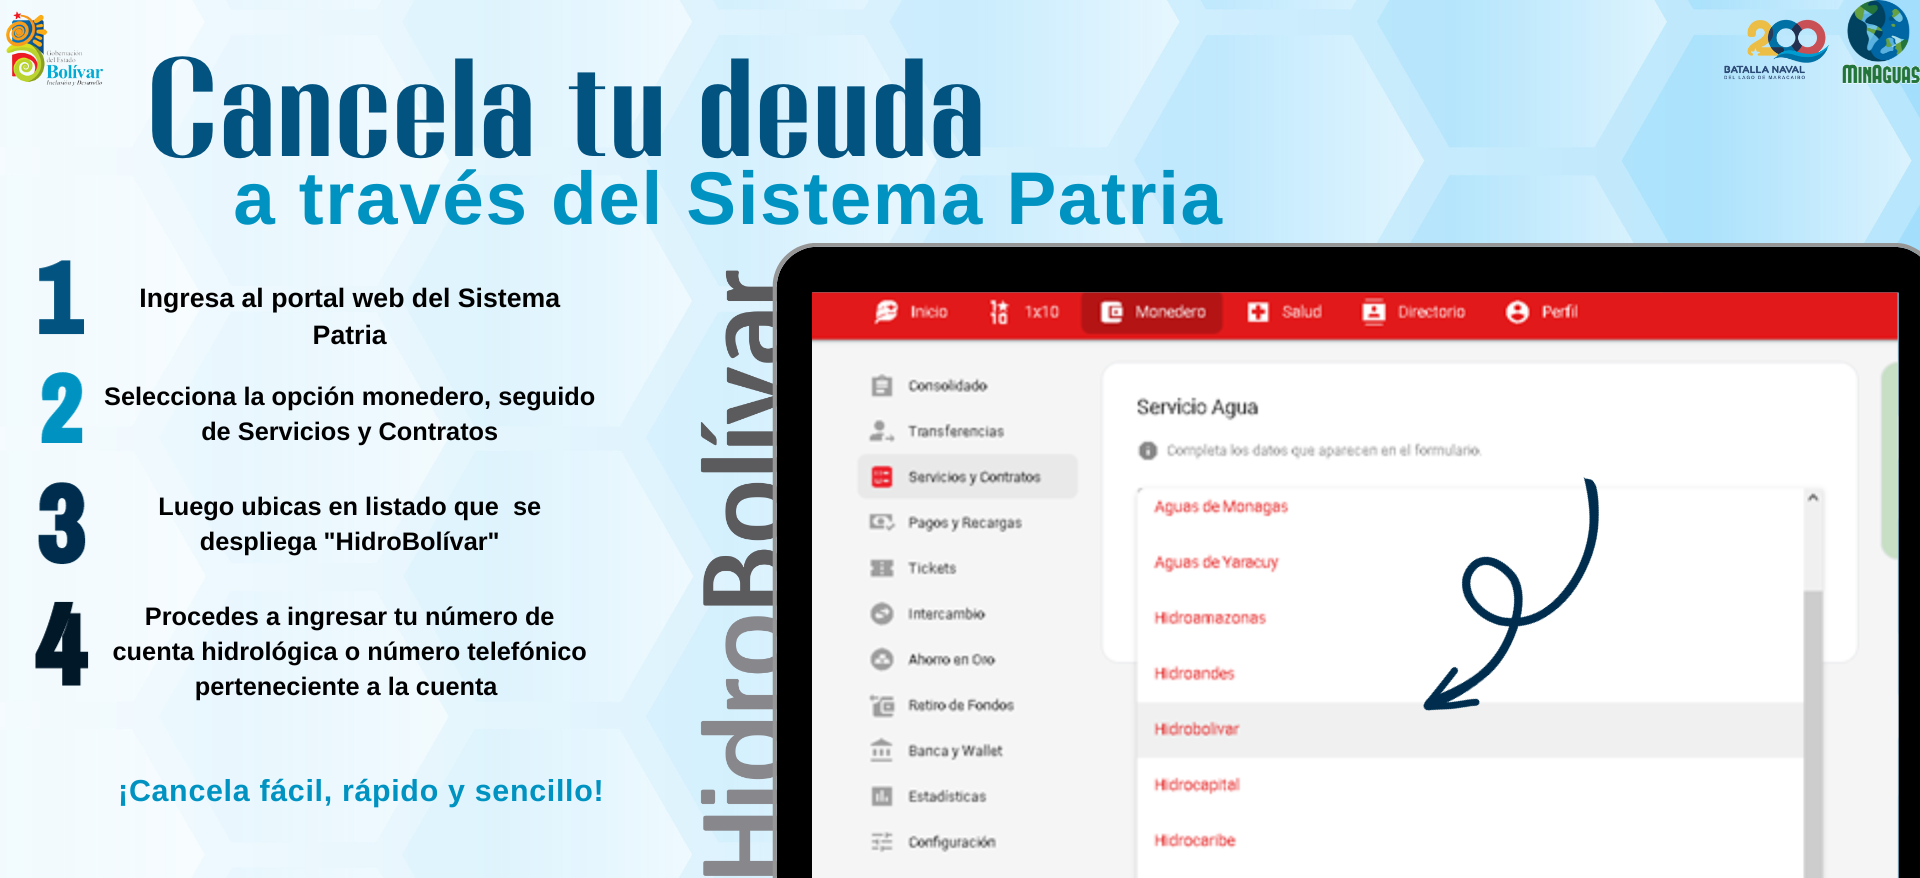 Gobernación
del Estado
Bolívar
Inclusión y Desarrollo
200
BATALLA NAVAL
DEL LAGO DE MARACAIBO
MINAGUAS
Cancela tu deuda
a través del Sistema Patria
1
Ingresa al portal web del Sistema
Patria
2
Selecciona la opción monedero, seguido
de Servicios y Contratos
3
Luego ubicas en listado que  se
despliega "HidroBolívar"
4
Procedes a ingresar tu número de
cuenta hidrológica o número telefónico
perteneciente a la cuenta
¡Cancela fácil, rápido y sencillo!
HidroBolívar
Inicio
1x10
Monedero
Salud
Directorio
Perfil
Consolidado
Transferencias
Servicios y Contratos
Pagos y Recargas
Tickets
Intercambio
Ahorro en Oro
Retiro de Fondos
Banca y Wallet
Estadísticas
Configuración
Servicio Agua
Completa los datos que aparecen en el formulario.
Aguas de Monagas
Aguas de Yaracuy
Hidroamazonas
Hidroandes
Hidrobolivar
Hidrocapital
Hidrocaribe